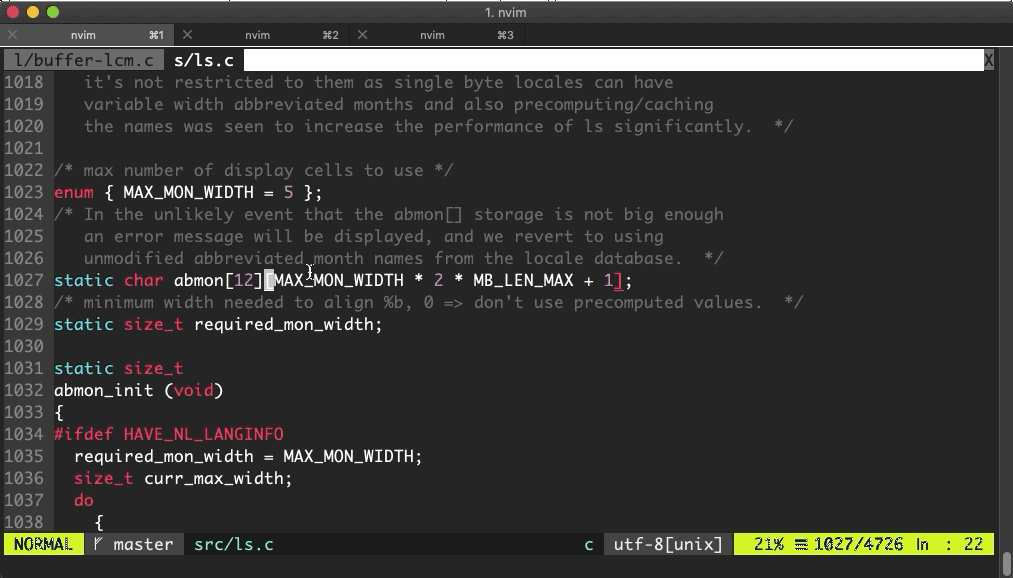 1. nvim
nvim ⌘1 nvim ⌘2 nvim ⌘3
l/buffer-lcm.c s/ls.c X
1018 it's not restricted to them as single byte locales can have
1019 variable width abbreviated months and also precomputing/caching
1020 the names was seen to increase the performance of ls significantly. */
1021
1022 /* max number of display cells to use */
1023 enum { MAX_MON_WIDTH = 5 };
1024 /* In the unlikely event that the abmon[] storage is not big enough
1025 an error message will be displayed, and we revert to using
1026 unmodified abbreviated month names from the locale database. */
1027 static char abmon[12][MAX_MON_WIDTH * 2 * MB_LEN_MAX + 1];
1028 /* minimum width needed to align %b, 0 => don't use precomputed values. */
1029 static size_t required_mon_width;
1030
1031 static size_t
1032 abmon_init (void)
1033 {
1034 #ifdef HAVE_NL_LANGINFO
1035 required_mon_width = MAX_MON_WIDTH;
1036 size_t curr_max_width;
1037 do
1038 {
NORMAL master src/ls.c c utf-8[unix] 21% ☰ 1027/4726 ln : 22